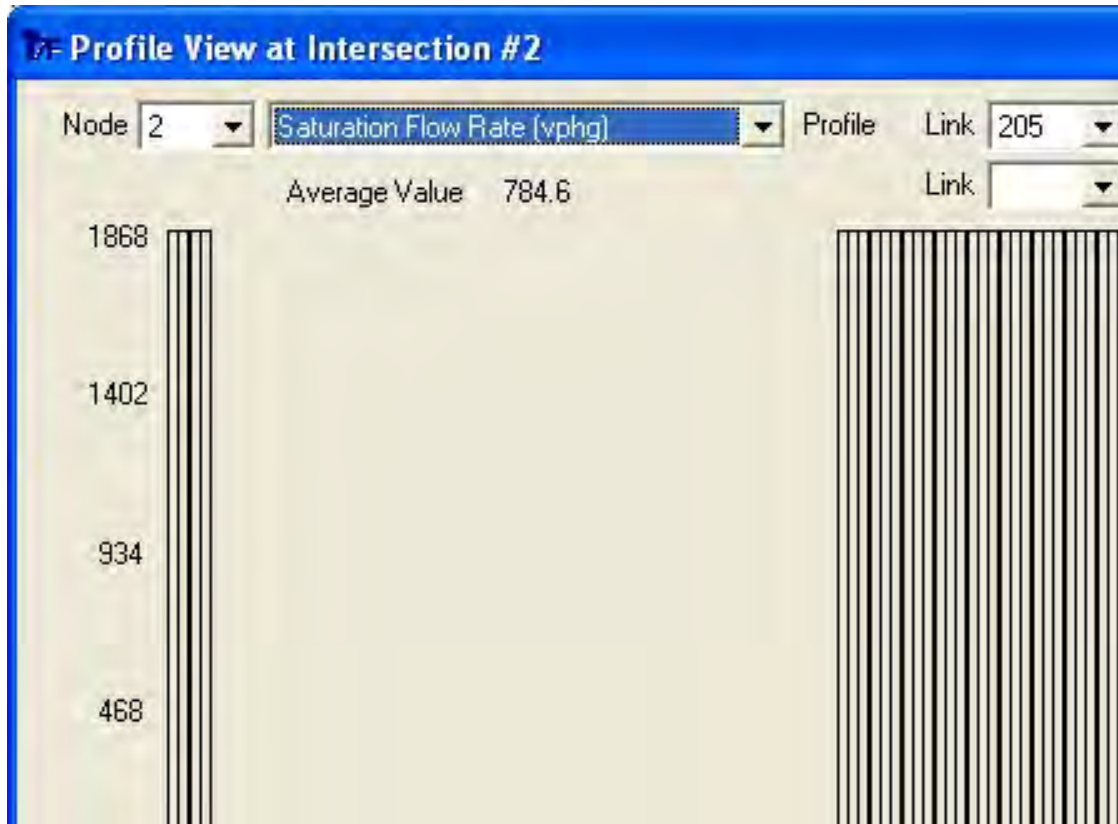 T7F Profile View at Intersection #2
Node 2 Saturation Flow Rate (vphg) Profile Link 205
Average Value 784.6 Link
1868
1402
934
468